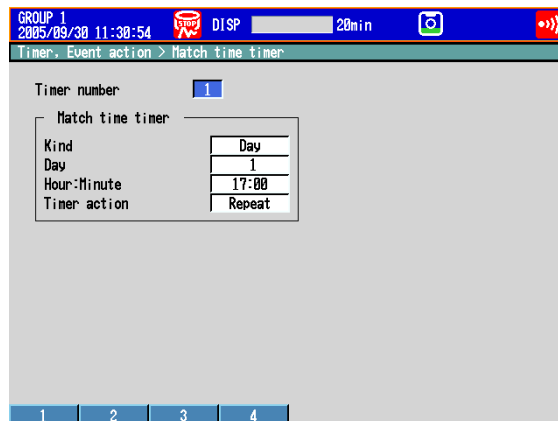 GROUP 1
2005/09/30 11:30:54 STOP DISP 20min
Timer, Event action > Match time timer
Timer number 1
Match time timer
Kind Day
Day 1
Hour:Minute 17:00
Timer action Repeat
1 2 3 4